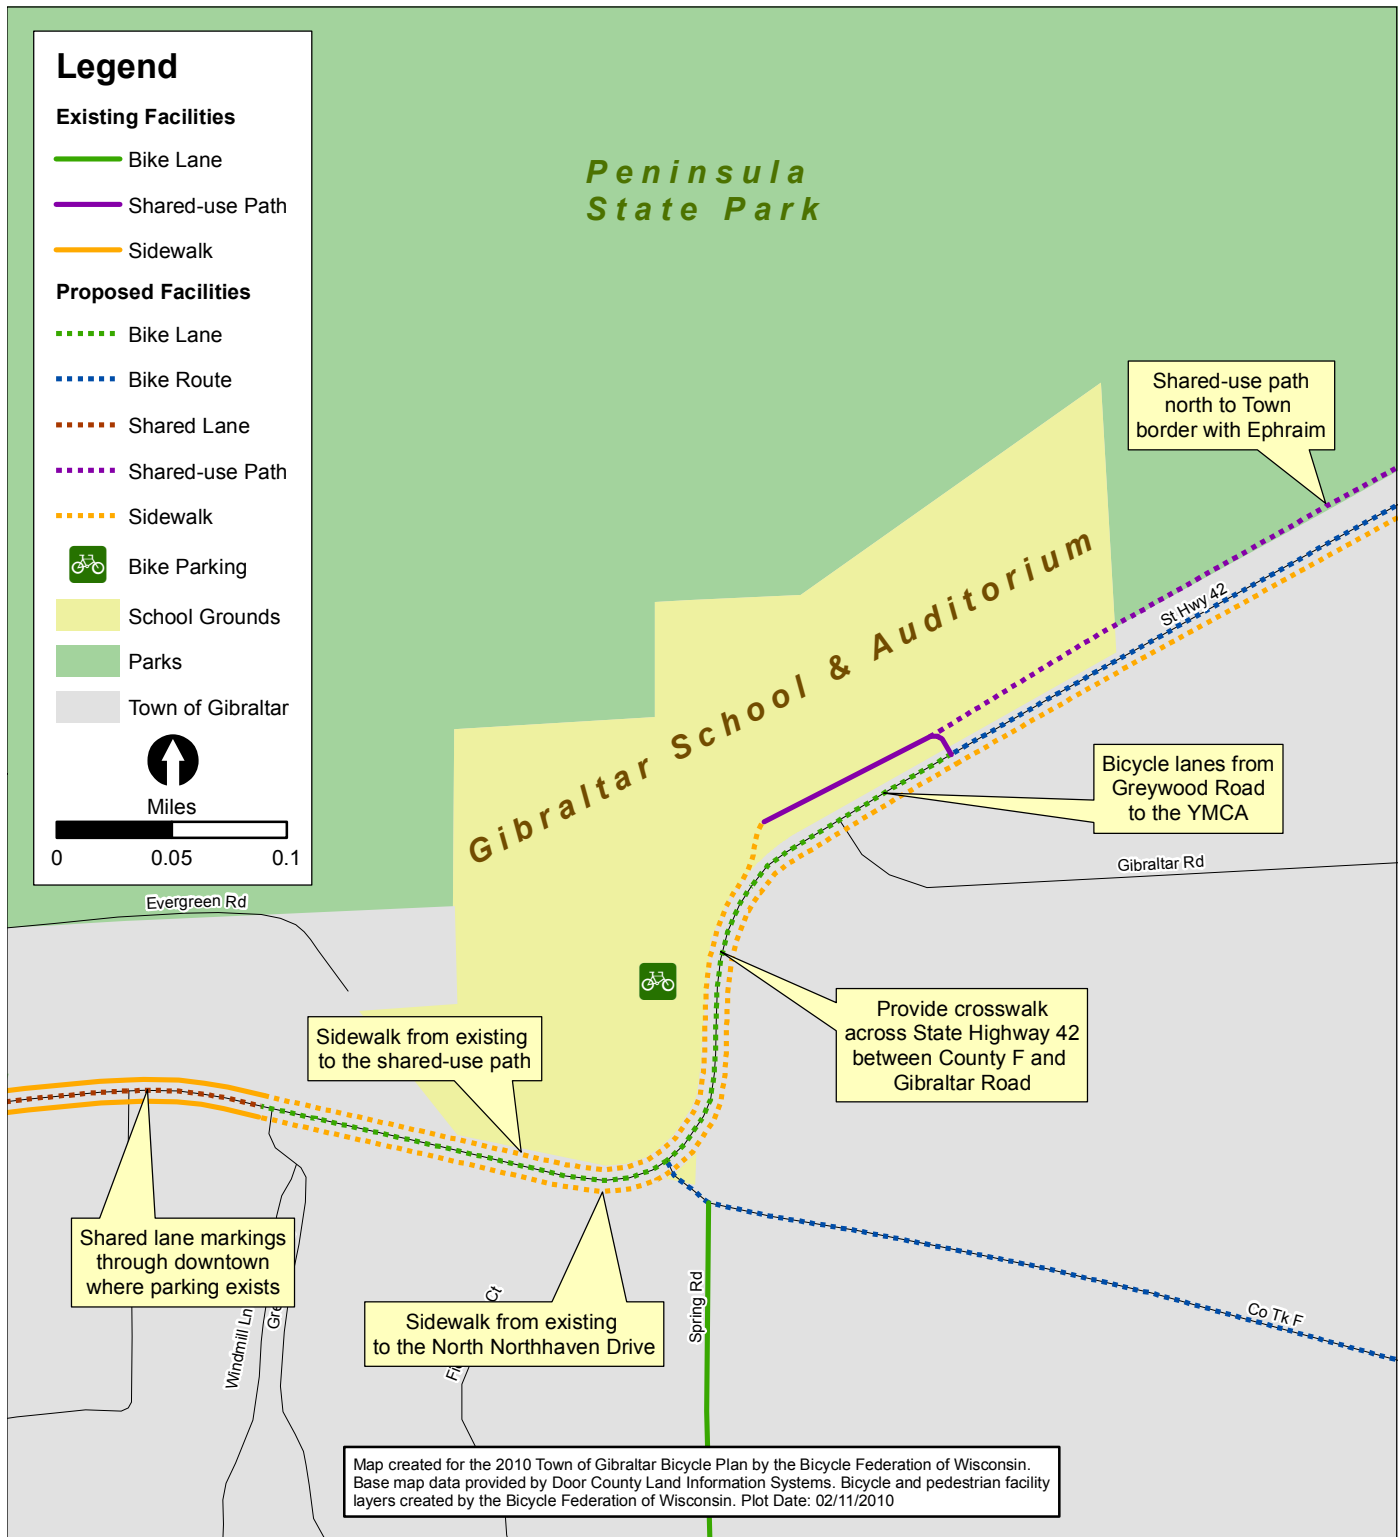 Legend
Existing Facilities
Bike Lane
Shared-use Path
Sidewalk
Proposed Facilities
Bike Lane
Bike Route
Shared Lane
Shared-use Path
Sidewalk
Bike Parking
School Grounds
Parks
Town of Gibraltar
Miles
0 0.05 0.1
Peninsula
State Park
Shared-use path
north to Town
border with Ephraim
St Hwy 42
Gibraltar School & Auditorium
Bicycle lanes from
Greywood Road
to the YMCA
Gibraltar Rd
Evergreen Rd
Provide crosswalk
across State Highway 42
between County F and
Gibraltar Road
Sidewalk from existing
to the shared-use path
Shared lane markings
through downtown
where parking exists
Sidewalk from existing
to the North Northhaven Drive
Windmill Ln
Spring Rd
Ct
Co Tk F
Map created for the 2010 Town of Gibraltar Bicycle Plan by the Bicycle Federation of Wisconsin.
Base map data provided by Door County Land Information Systems. Bicycle and pedestrian facility
layers created by the Bicycle Federation of Wisconsin. Plot Date: 02/11/2010